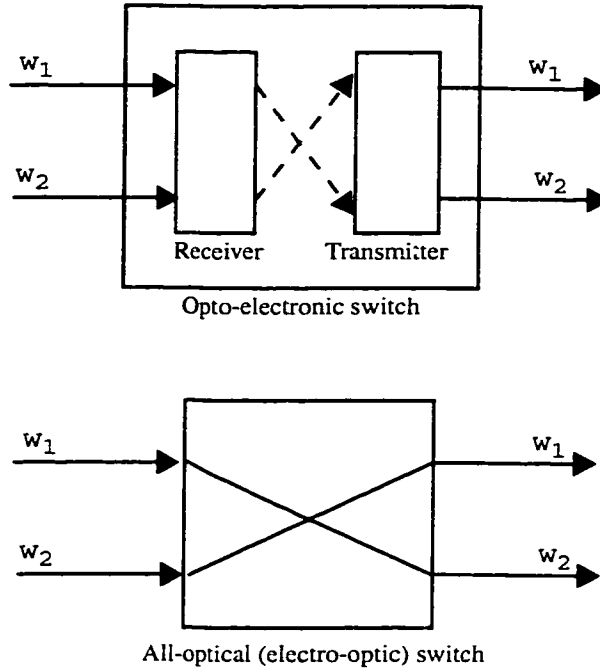 w1 w1
w2 w2
Receiver Transmitter
Opto-electronic switch
w1 w1
w2 w2
All-optical (electro-optic) switch